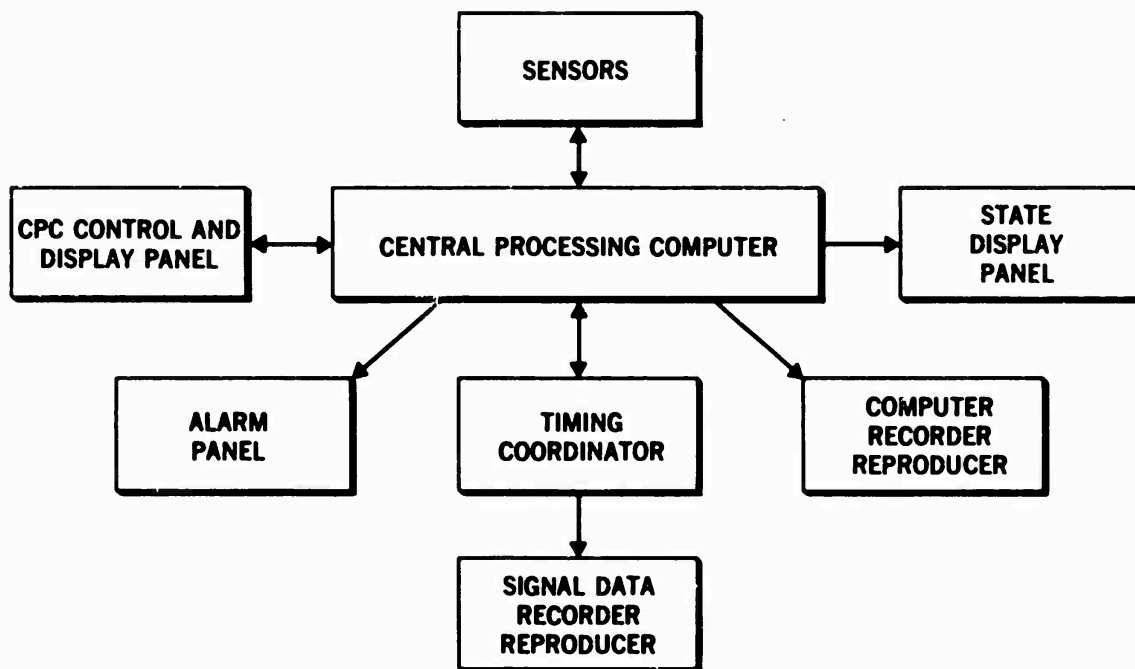 SENSORS
CPC CONTROL AND
DISPLAY PANEL
CENTRAL PROCESSING COMPUTER
STATE
DISPLAY
PANEL
ALARM
PANEL
TIMING
COORDINATOR
COMPUTER
RECORDER
REPRODUCER
SIGNAL DATA
RECORDER
REPRODUCER